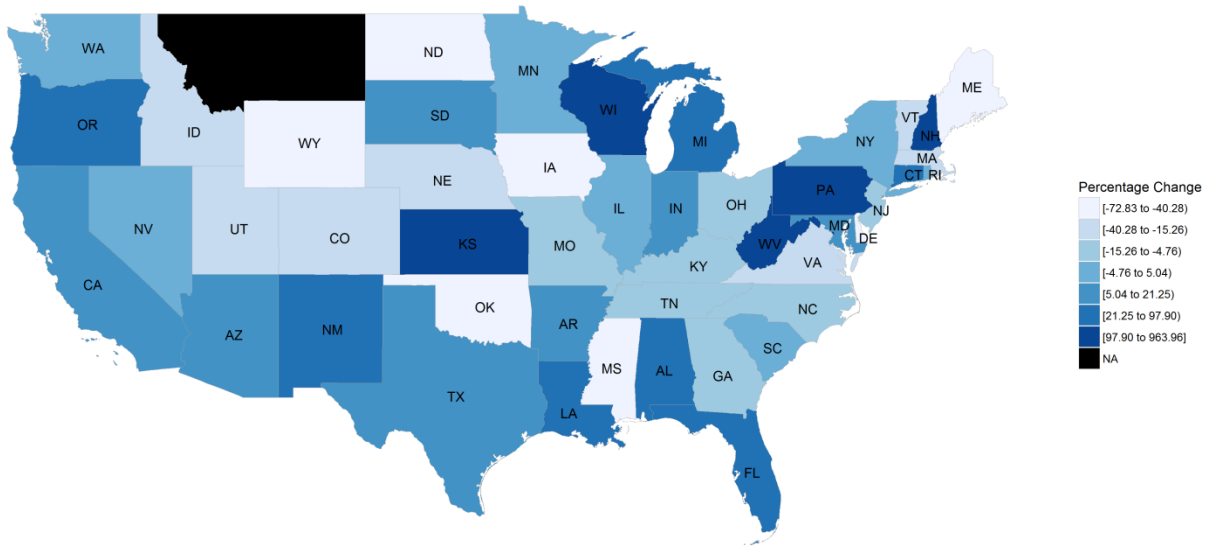 WA
ND
MN
ME
OR
ID
WY
SD
WI
MI
VT
NH
NY
MA
CT
RI
IA
NE
PA
NJ
NV
UT
CO
IL
IN
OH
MD
DE
KS
MO
WV
VA
KY
CA
OK
TN
NC
AZ
NM
AR
SC
MS
AL
GA
TX
LA
FL
Percentage Change
[-72.83 to -40.28)
[-40.28 to -15.26)
[-15.26 to -4.76)
[-4.76 to 5.04)
[5.04 to 21.25)
[21.25 to 97.90)
[97.90 to 963.96]
NA